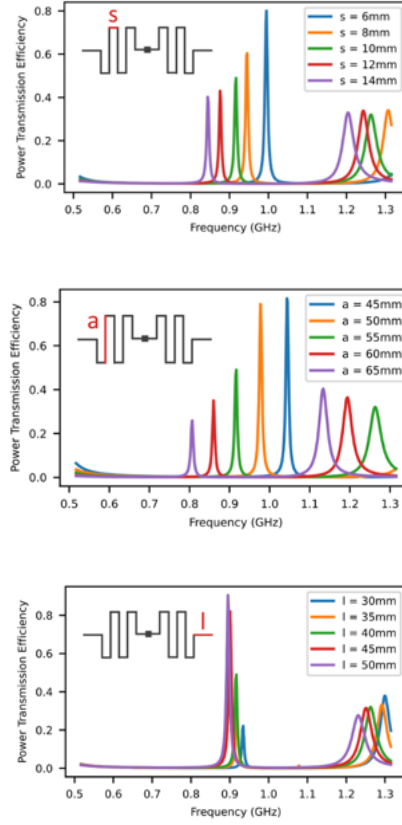 s
s = 6mm
s = 8mm
s = 10mm
s = 12mm
s = 14mm
Power Transmission Efficiency
0.8
0.6
0.4
0.2
0.0
0.5 0.6 0.7 0.8 0.9 1.0 1.1 1.2 1.3
Frequency (GHz)
a
a = 45mm
a = 50mm
a = 55mm
a = 60mm
a = 65mm
Power Transmission Efficiency
0.8
0.6
0.4
0.2
0.0
0.5 0.6 0.7 0.8 0.9 1.0 1.1 1.2 1.3
Frequency (GHz)
l
l = 30mm
l = 35mm
l = 40mm
l = 45mm
l = 50mm
Power Transmission Efficiency
0.8
0.6
0.4
0.2
0.0
0.5 0.6 0.7 0.8 0.9 1.0 1.1 1.2 1.3
Frequency (GHz)